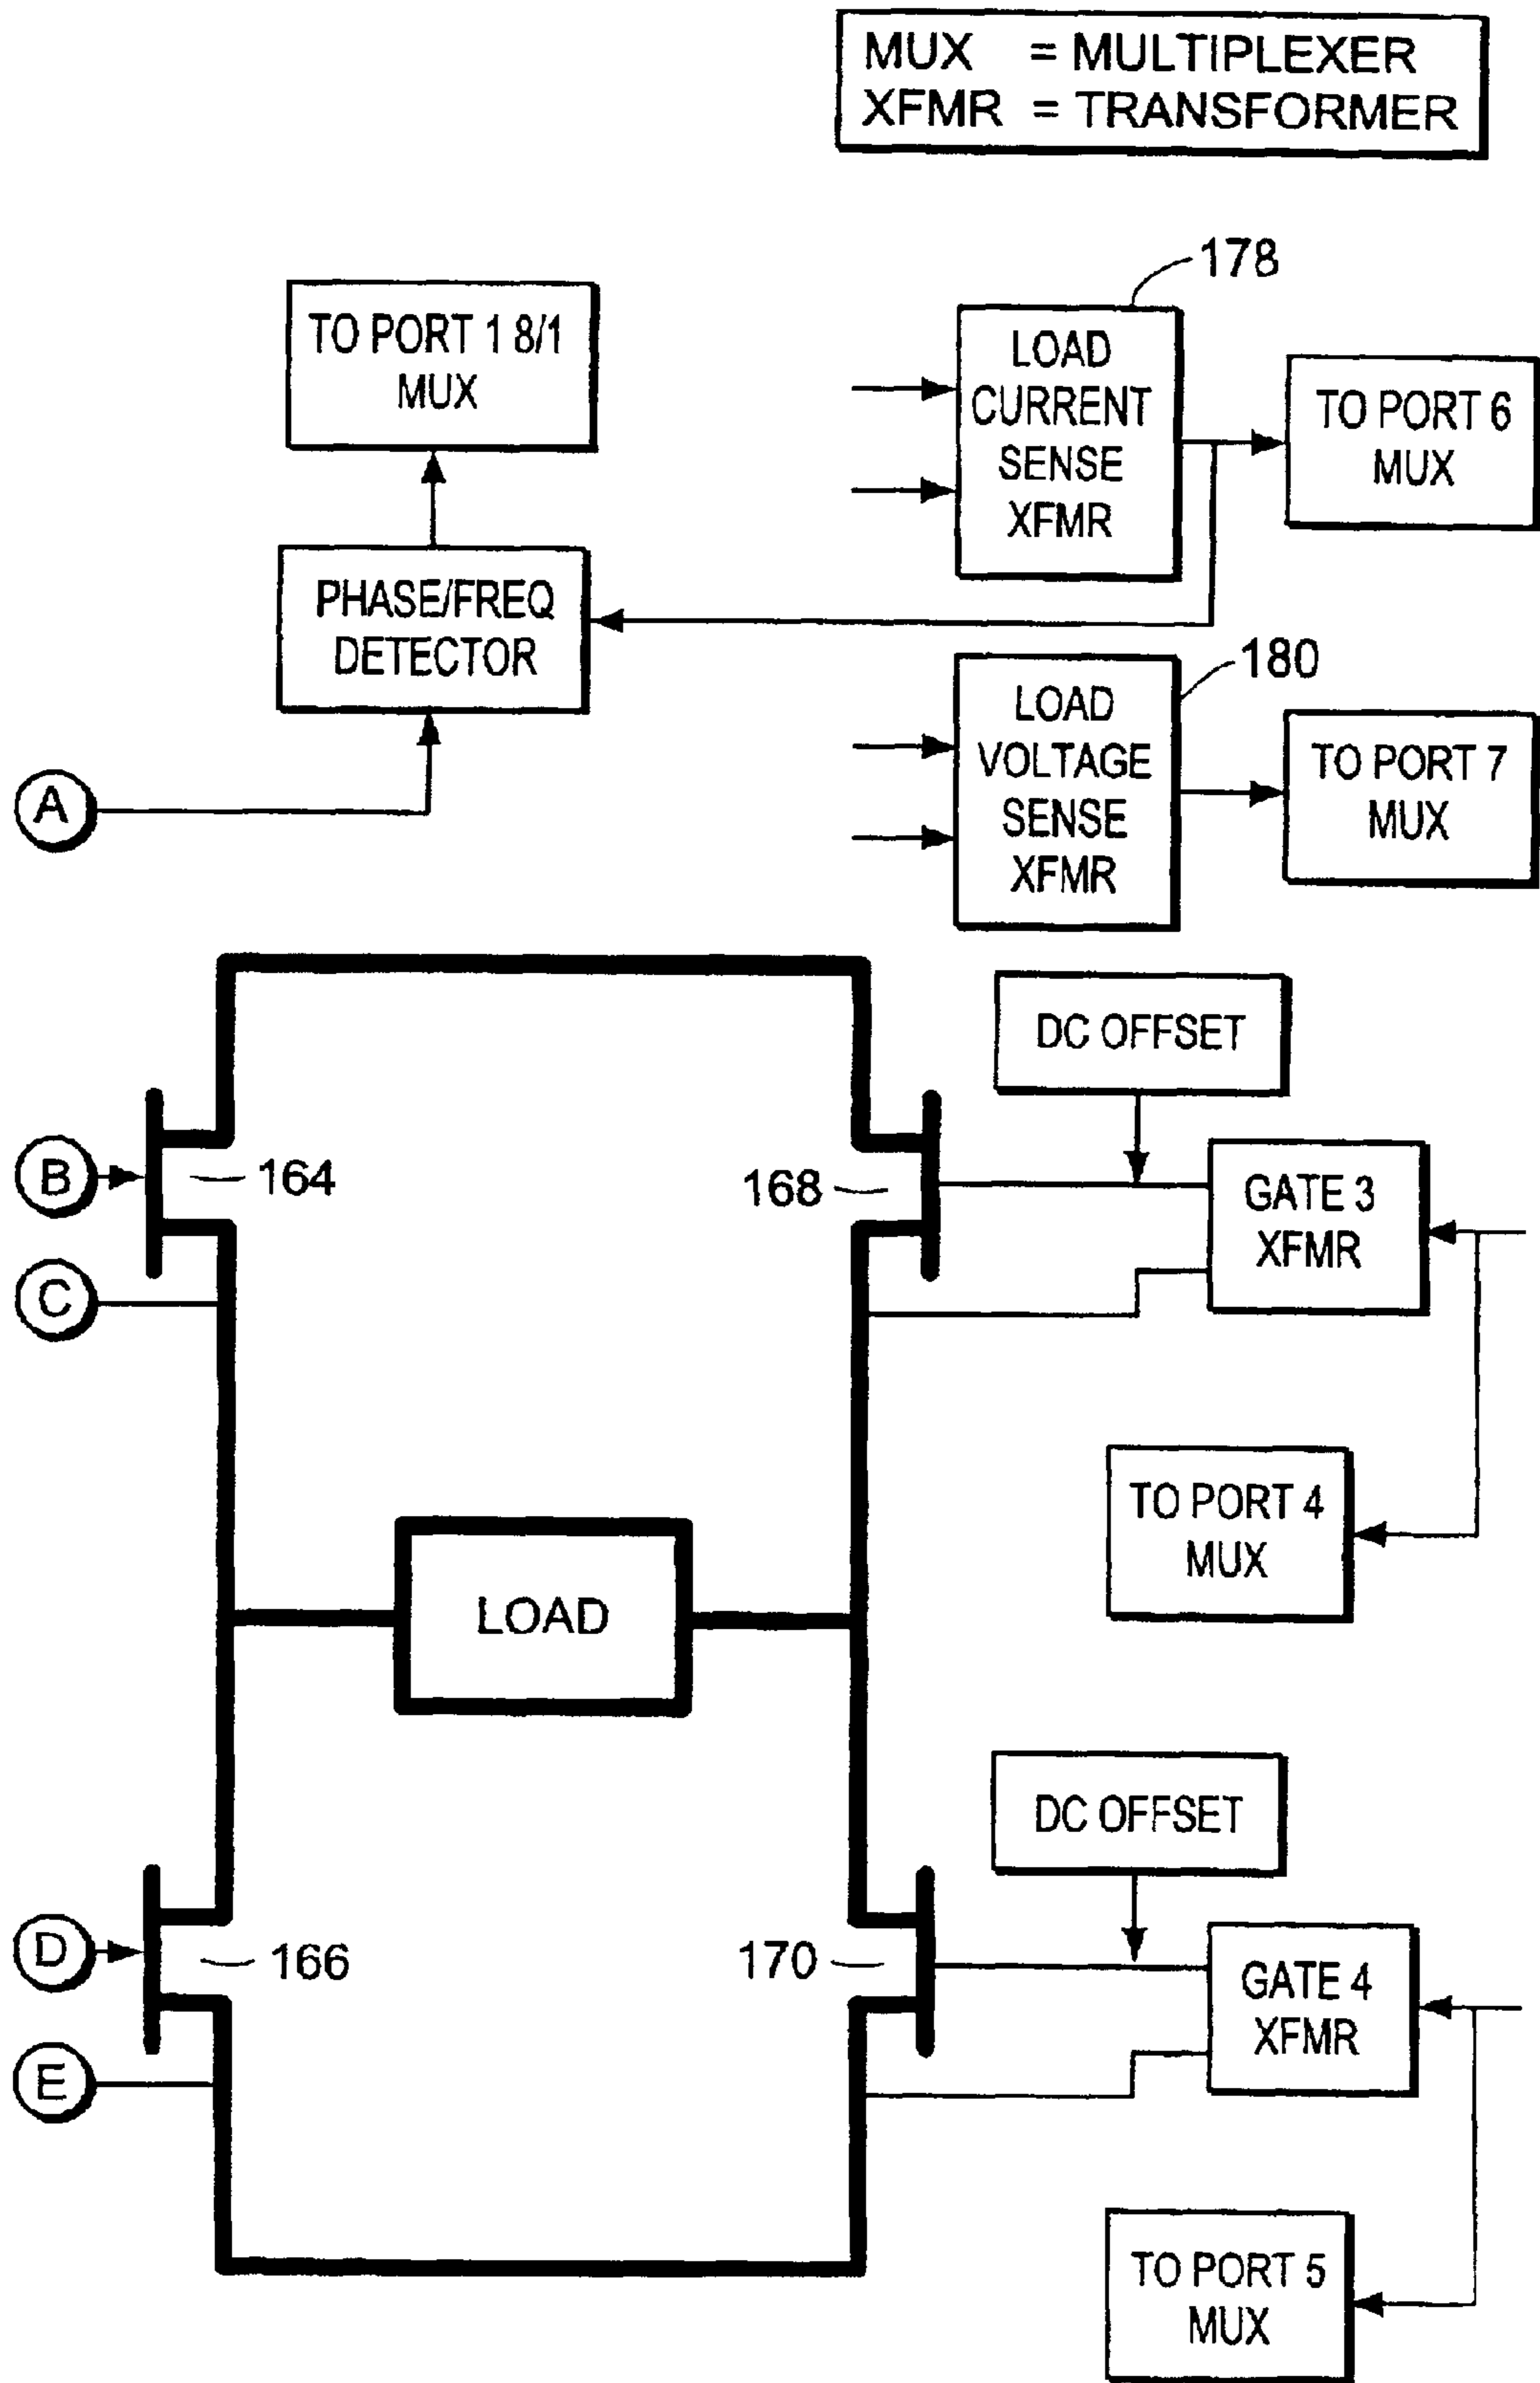 MUX = MULTIPLEXER
XFMR = TRANSFORMER
178
TO PORT 1 8/1
MUX
LOAD
CURRENT
SENSE
XFMR
TO PORT 6
MUX
PHASE/FREQ
DETECTOR
180
LOAD
VOLTAGE
SENSE
XFMR
TO PORT 7
MUX
A
DC OFFSET
B
164
168
GATE 3
XFMR
C
TO PORT 4
MUX
LOAD
DC OFFSET
D
166
170
GATE 4
XFMR
E
TO PORT 5
MUX